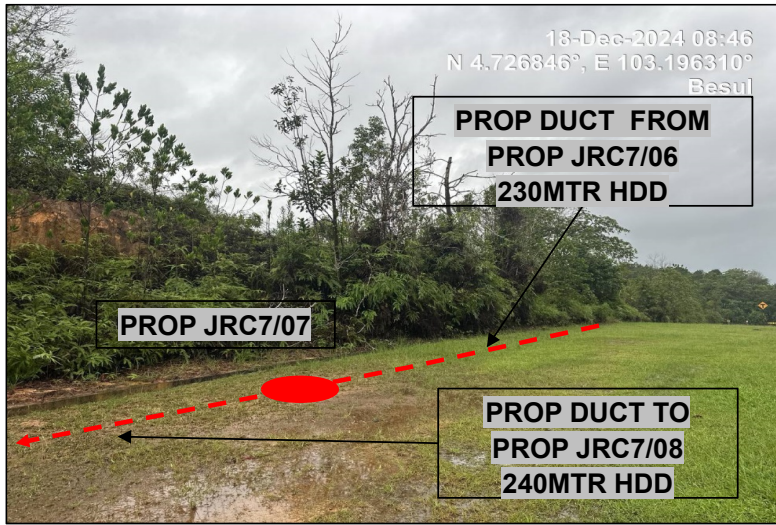 18-Dec-2024 08:46
N 4.726846°, E 103.196310°
Besul
PROP DUCT FROM
PROP JRC7/06
230MTR HDD
PROP JRC7/07
PROP DUCT TO
PROP JRC7/08
240MTR HDD